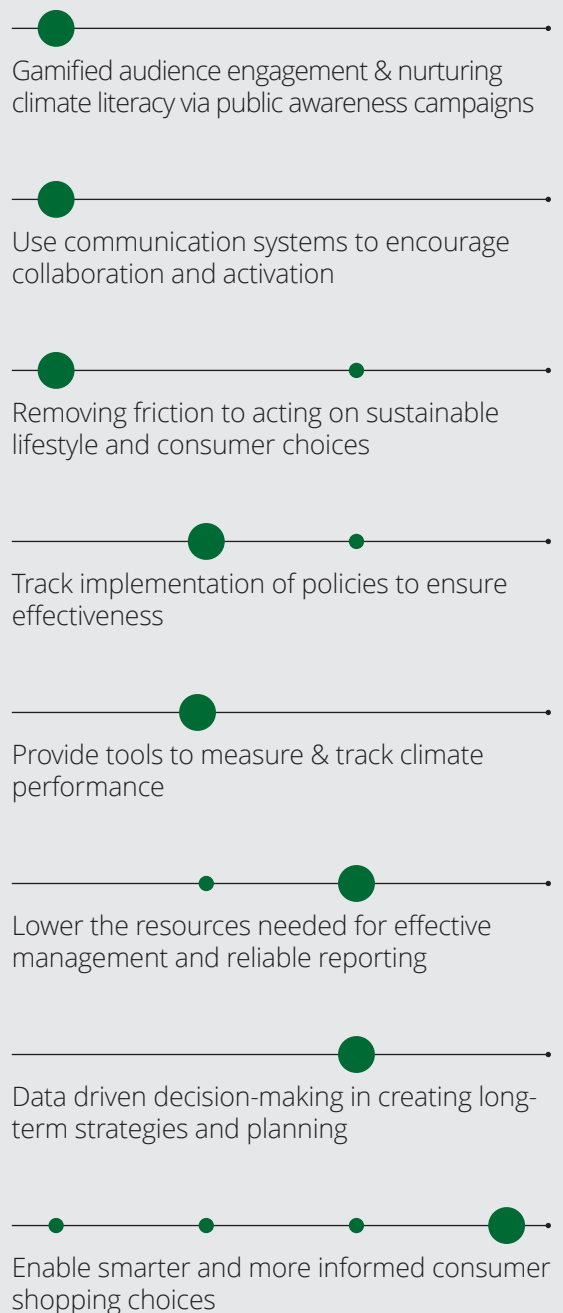 Gamified audience engagement & nurturing
climate literacy via public awareness campaigns
Use communication systems to encourage
collaboration and activation
Removing friction to acting on sustainable
lifestyle and consumer choices
Track implementation of policies to ensure
effectiveness
Provide tools to measure & track climate
performance
Lower the resources needed for effective
management and reliable reporting
Data driven decision-making in creating long-
term strategies and planning
Enable smarter and more informed consumer
shopping choices